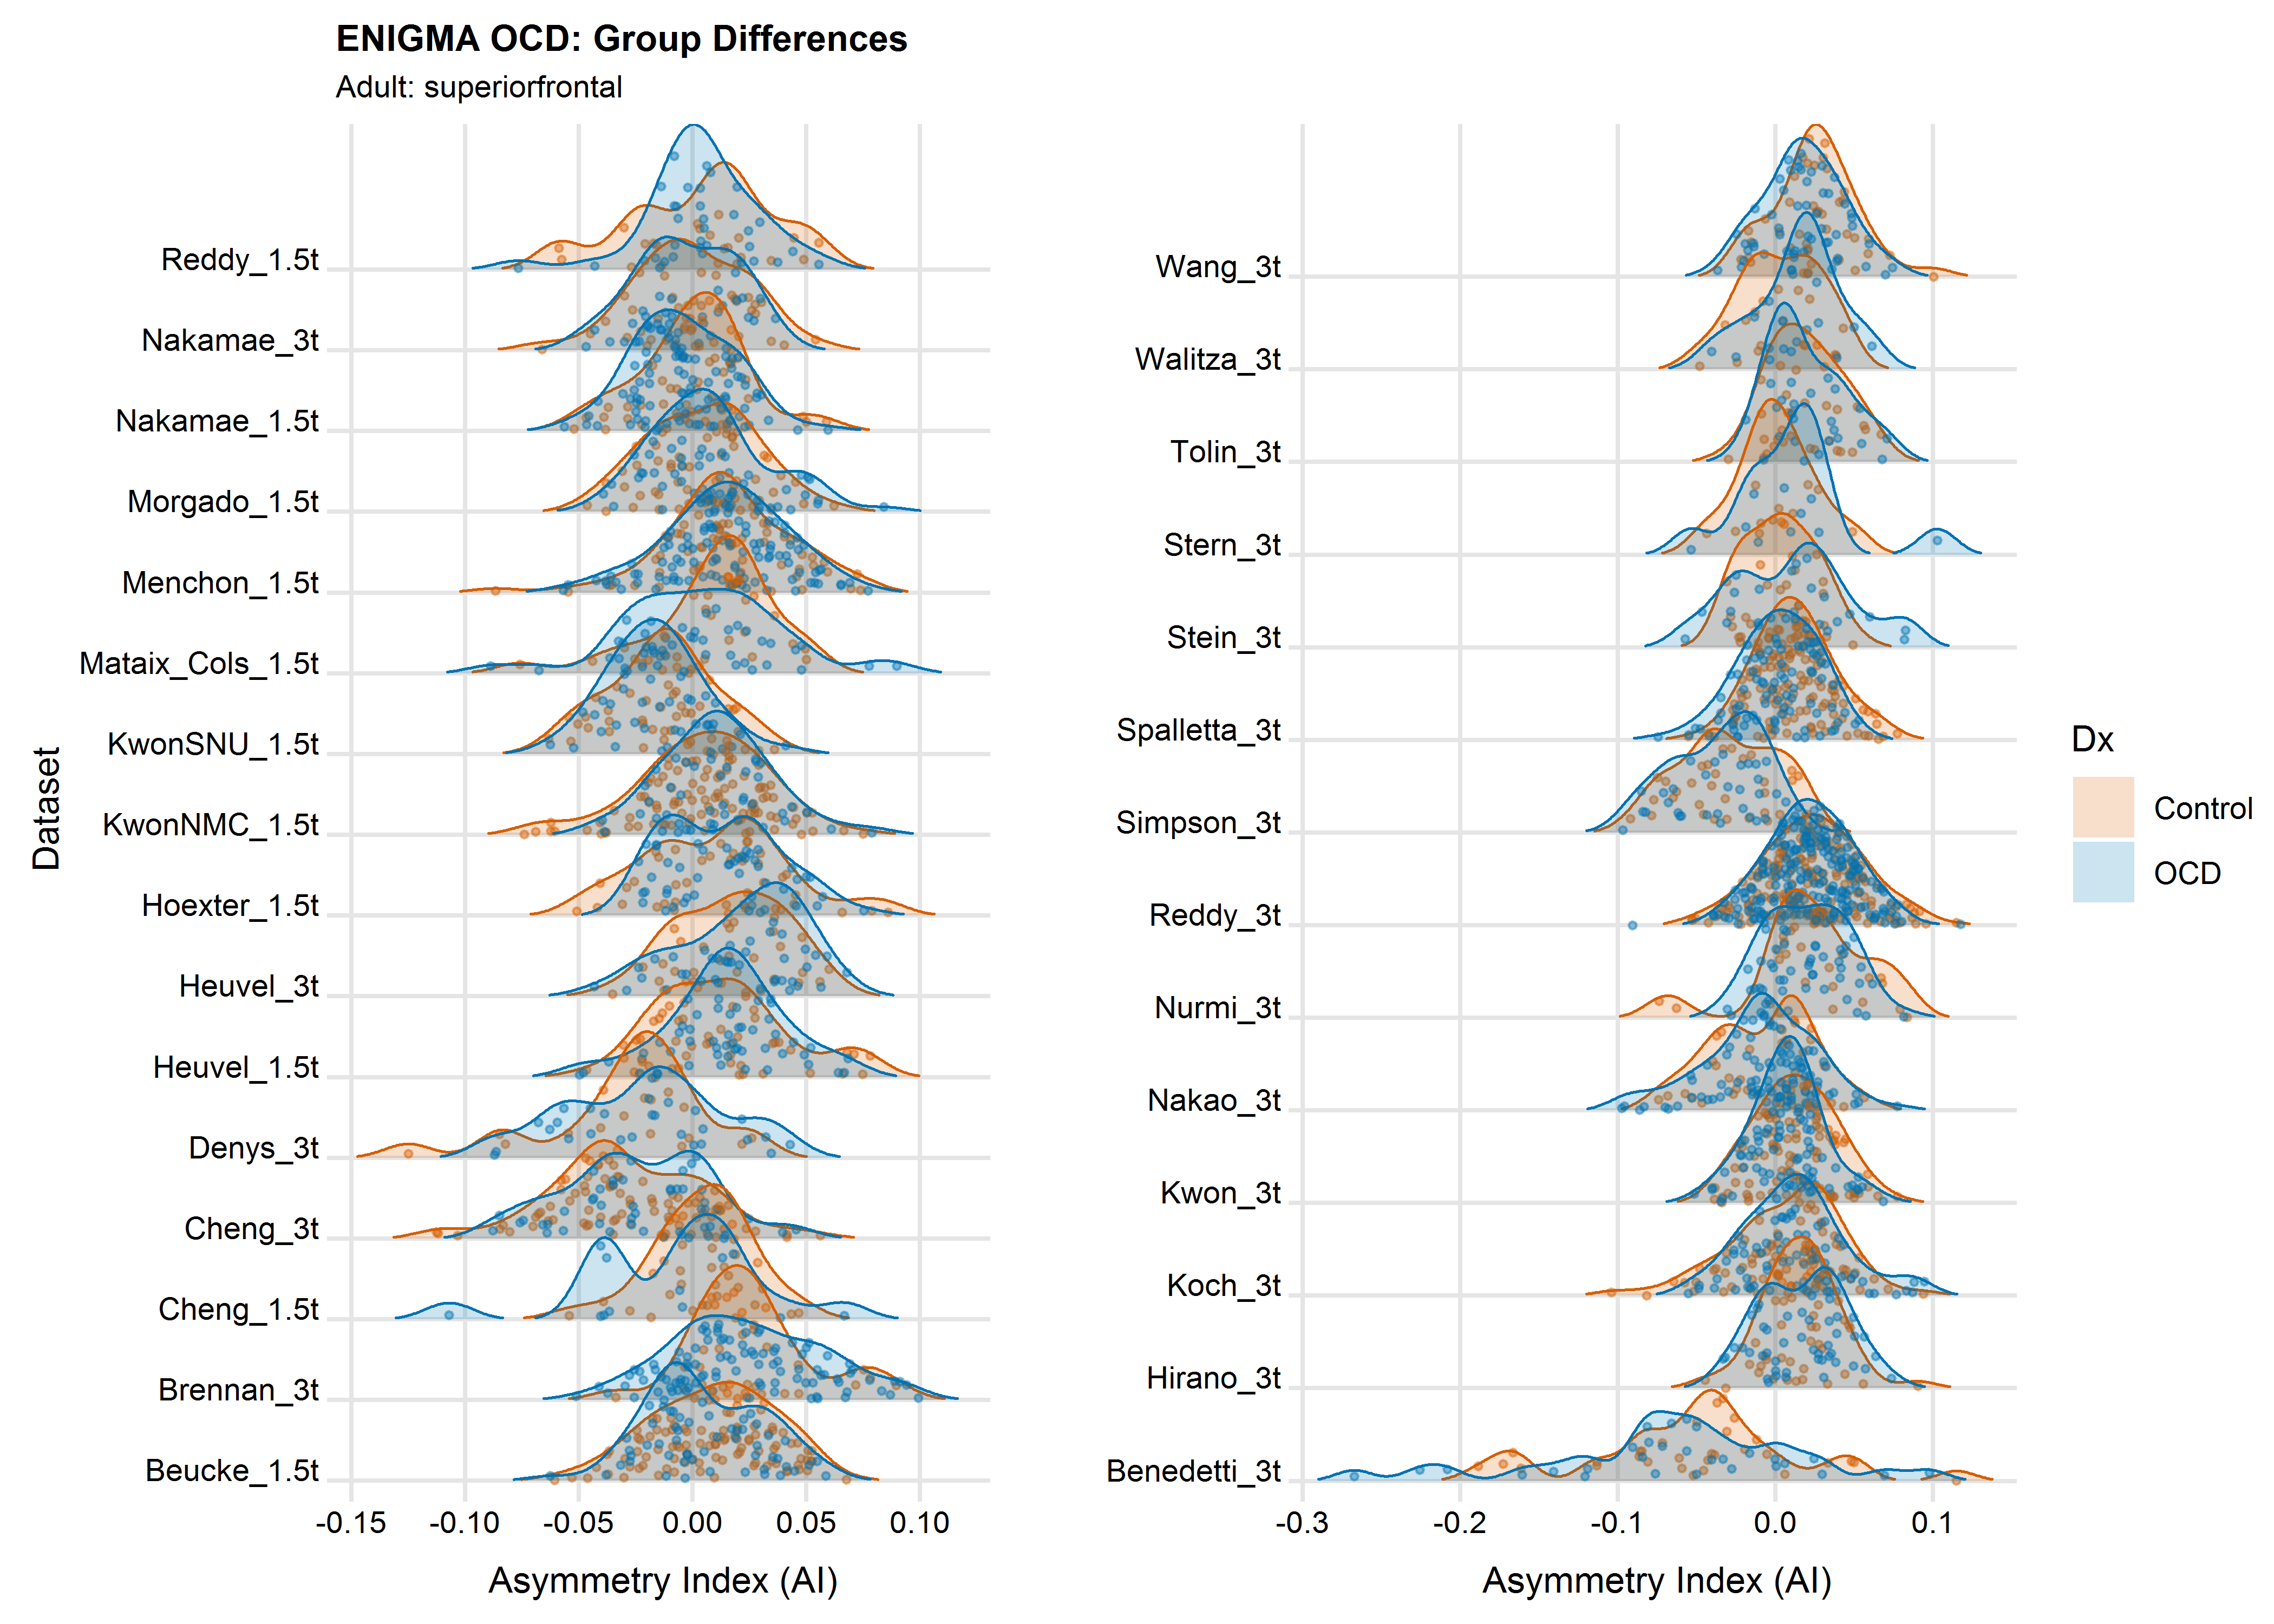 ENIGMA OCD: Group Differences
Adult: superiorfrontal
Dataset
Reddy_1.5t
Nakamae_3t
Nakamae_1.5t
Morgado_1.5t
Menchon_1.5t
Mataix_Cols_1.5t
KwonSNU_1.5t
KwonNMC_1.5t
Hoexter_1.5t
Heuvel_3t
Heuvel_1.5t
Denys_3t
Cheng_3t
Cheng_1.5t
Brennan_3t
Beucke_1.5t
-0.15 -0.10 -0.05 0.00 0.05 0.10
Asymmetry Index (AI)
Wang_3t
Walitza_3t
Tolin_3t
Stern_3t
Stein_3t
Spalletta_3t
Simpson_3t
Reddy_3t
Nurmi_3t
Nakao_3t
Kwon_3t
Koch_3t
Hirano_3t
Benedetti_3t
-0.3 -0.2 -0.1 0.0 0.1
Asymmetry Index (AI)
Dx
Control
OCD